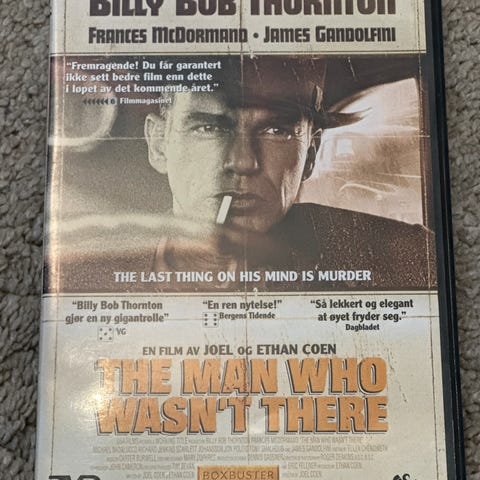 BILLY BOB THORNTON
FRANCES MCDORMAND • JAMES GANDOLFINI
"Fremragende! Du får garantert
ikke sett bedre film enn dette
i løpet av det kommende året."
Filmmagasinet
THE LAST THING ON HIS MIND IS MURDER
"Billy Bob Thornton
gjør en ny gigantrolle"
VG
"En ren nytelse!"
Bergens Tidende
"Så lekkert og elegant
at øyet fryder seg."
Dagbladet
EN FILM AV JOEL OG ETHAN COEN
THE MAN WHO
WASN'T THERE
BOXBUSTER